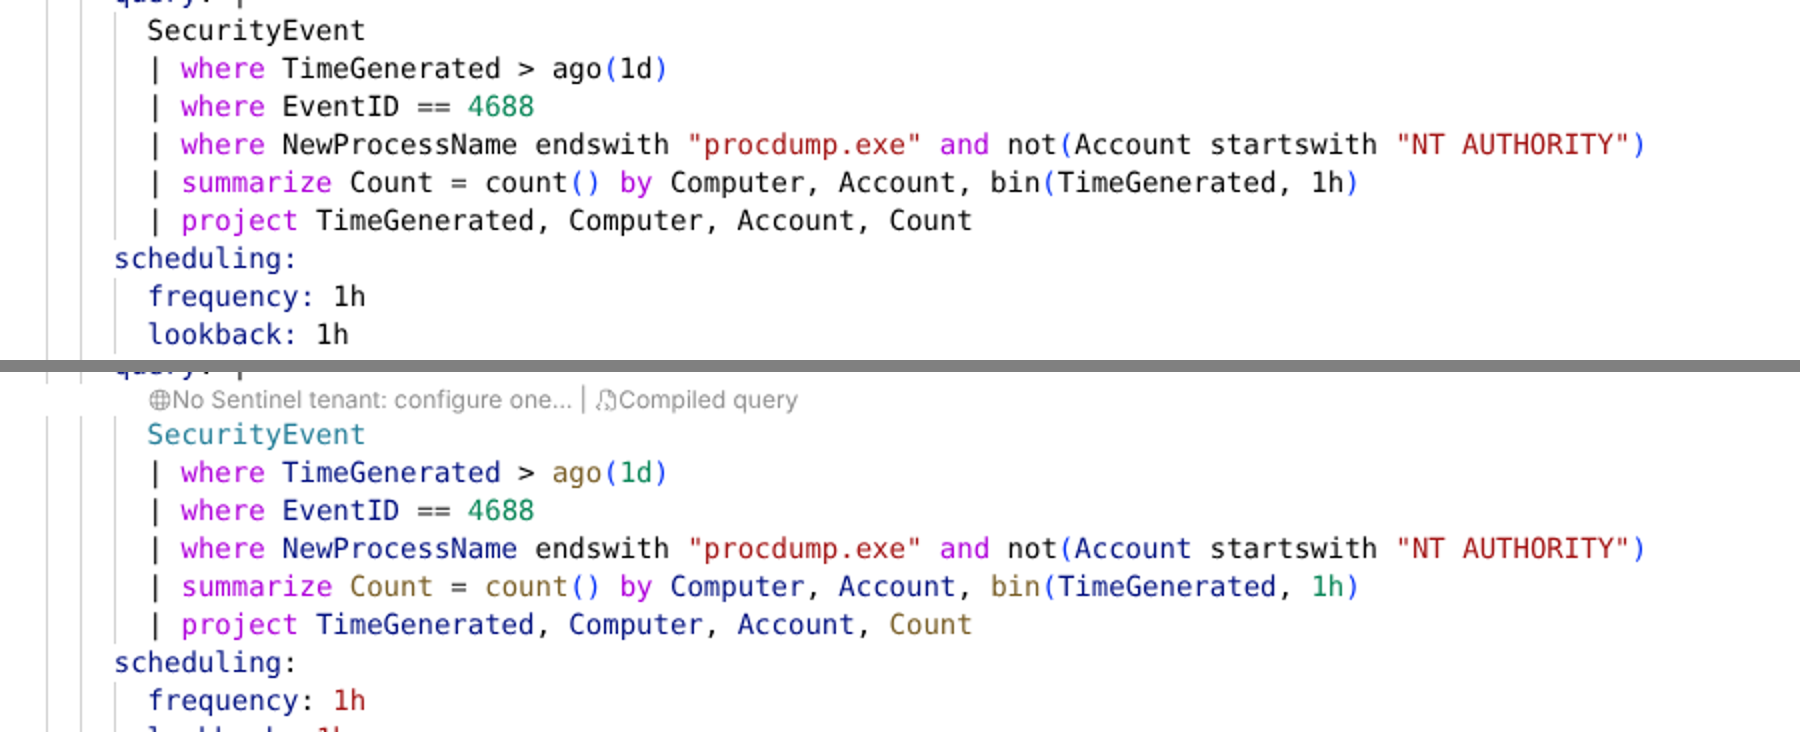 query: |
SecurityEvent
| where TimeGenerated > ago(1d)
| where EventID == 4688
| where NewProcessName endswith "procdump.exe" and not(Account startswith "NT AUTHORITY")
| summarize Count = count() by Computer, Account, bin(TimeGenerated, 1h)
| project TimeGenerated, Computer, Account, Count
scheduling:
frequency: 1h
lookback: 1h
query: |
No Sentinel tenant: configure one... | Compiled query
SecurityEvent
| where TimeGenerated > ago(1d)
| where EventID == 4688
| where NewProcessName endswith "procdump.exe" and not(Account startswith "NT AUTHORITY")
| summarize Count = count() by Computer, Account, bin(TimeGenerated, 1h)
| project TimeGenerated, Computer, Account, Count
scheduling:
frequency: 1h
lookback: 1h